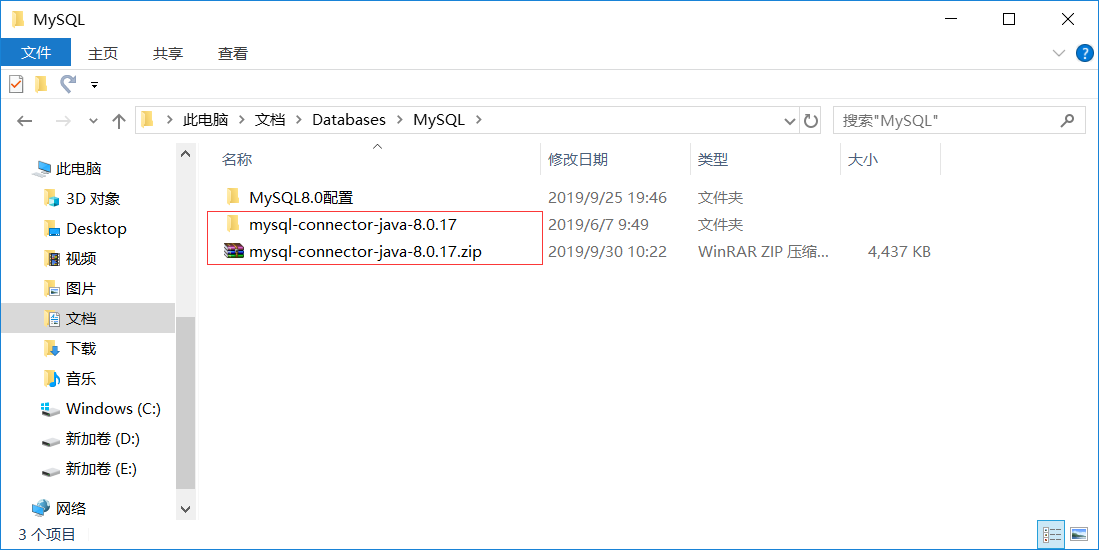 MySQL
文件 主页 共享 查看
此电脑 文档 Databases MySQL 搜索"MySQL"
名称 修改日期 类型 大小
此电脑
3D 对象
Desktop
视频
图片
文档
下载
音乐
Windows (C:)
新加卷 (D:)
新加卷 (E:)
网络
MySQL8.0配置 2019/9/25 19:46 文件夹
mysql-connector-java-8.0.17 2019/6/7 9:49 文件夹
mysql-connector-java-8.0.17.zip 2019/9/30 10:22 WinRAR ZIP 压缩... 4,437 KB
3 个项目